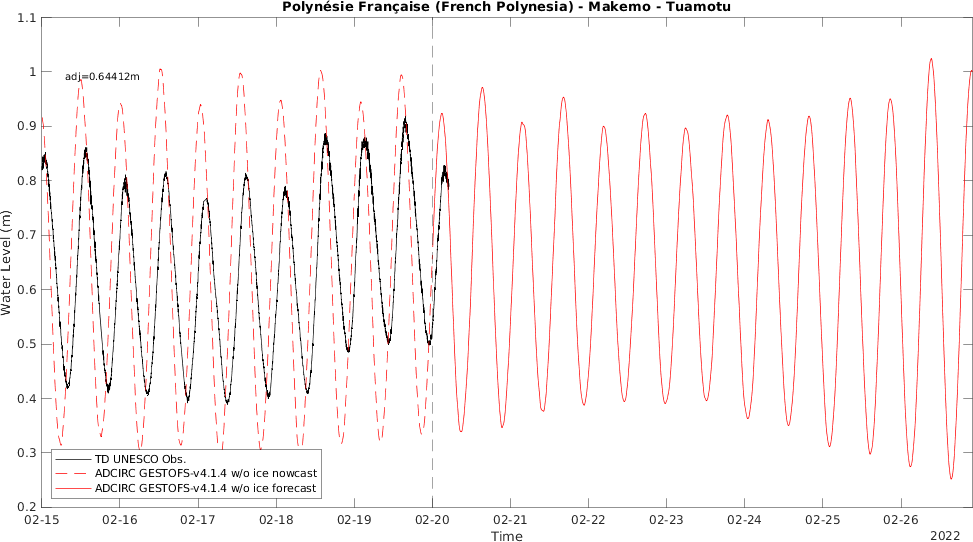 Polynésie Française (French Polynesia) - Makemo - Tuamotu
1.1
1
0.9
0.8
0.7
0.6
0.5
0.4
0.3
0.2
Water Level (m)
adj=0.64412m
TD UNESCO Obs.
ADCIRC GESTOFS-v4.1.4 w/o ice nowcast
ADCIRC GESTOFS-v4.1.4 w/o ice forecast
02-15 02-16 02-17 02-18 02-19 02-20 02-21 02-22 02-23 02-24 02-25 02-26
2022
Time